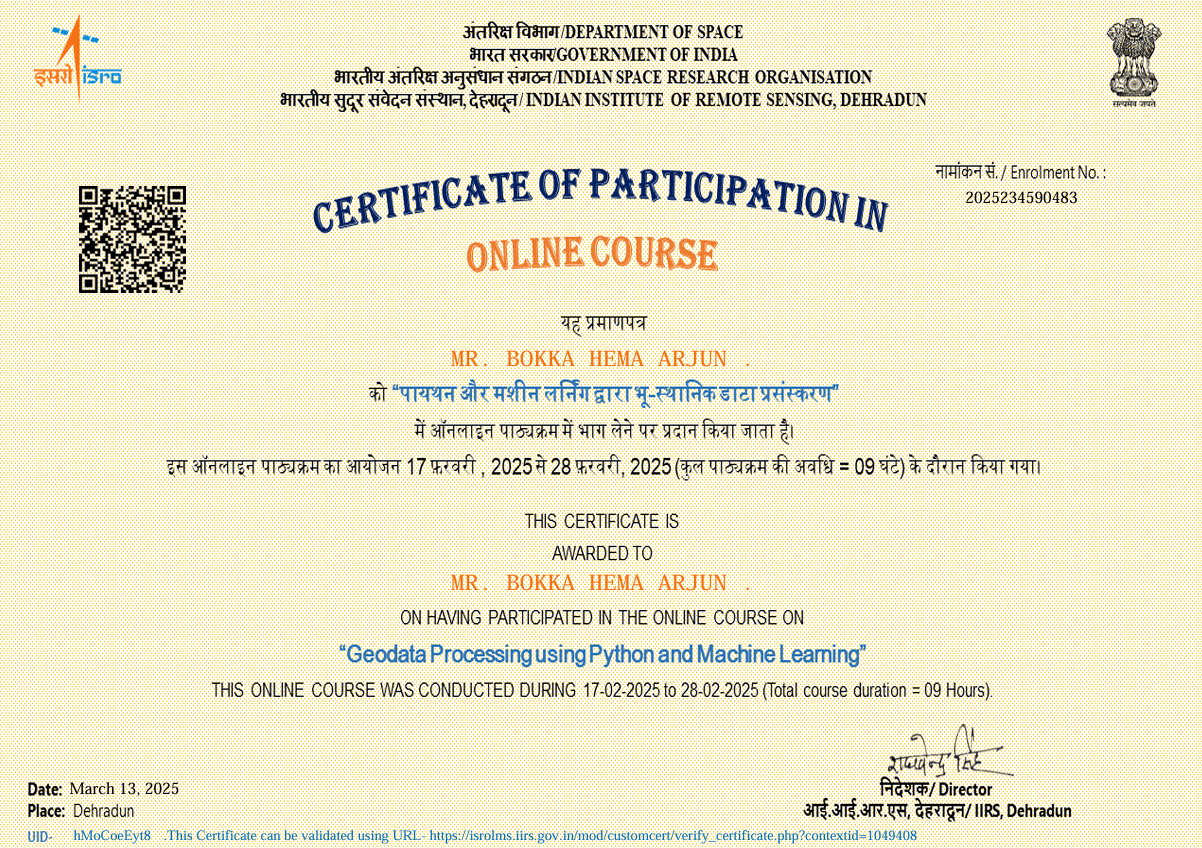 इसरो isro
अंतरिक्ष विभाग/DEPARTMENT OF SPACE
भारत सरकार/GOVERNMENT OF INDIA
भारतीय अंतरिक्ष अनुसंधान संगठन/INDIAN SPACE RESEARCH ORGANISATION
भारतीय सुदूर संवेदन संस्थान, देहरादून/ INDIAN INSTITUTE OF REMOTE SENSING, DEHRADUN
सत्यमेव जयते
नामांकन सं. / Enrolment No. :
2025234590483
CERTIFICATE OF PARTICIPATION IN
ONLINE COURSE
यह प्रमाणपत्र
MR. BOKKA HEMA ARJUN .
को “पायथन और मशीन लर्निंग द्वारा भू-स्थानिक डाटा प्रसंस्करण”
में ऑनलाइन पाठ्यक्रम में भाग लेने पर प्रदान किया जाता है।
इस ऑनलाइन पाठ्यक्रम का आयोजन 17 फ़रवरी , 2025 से 28 फ़रवरी, 2025 (कुल पाठ्यक्रम की अवधि = 09 घंटे) के दौरान किया गया।
THIS CERTIFICATE IS
AWARDED TO
MR. BOKKA HEMA ARJUN .
ON HAVING PARTICIPATED IN THE ONLINE COURSE ON
“Geodata Processing using Python and Machine Learning”
THIS ONLINE COURSE WAS CONDUCTED DURING 17-02-2025 to 28-02-2025 (Total course duration = 09 Hours).
राघवेन्द्र सिंह
निदेशक/ Director
आई.आई.आर.एस, देहरादून/ IIRS, Dehradun
Date: March 13, 2025
Place: Dehradun
UID- hMoCoeEyt8 .This Certificate can be validated using URL- https://isrolms.iirs.gov.in/mod/customcert/verify_certificate.php?contextid=1049408